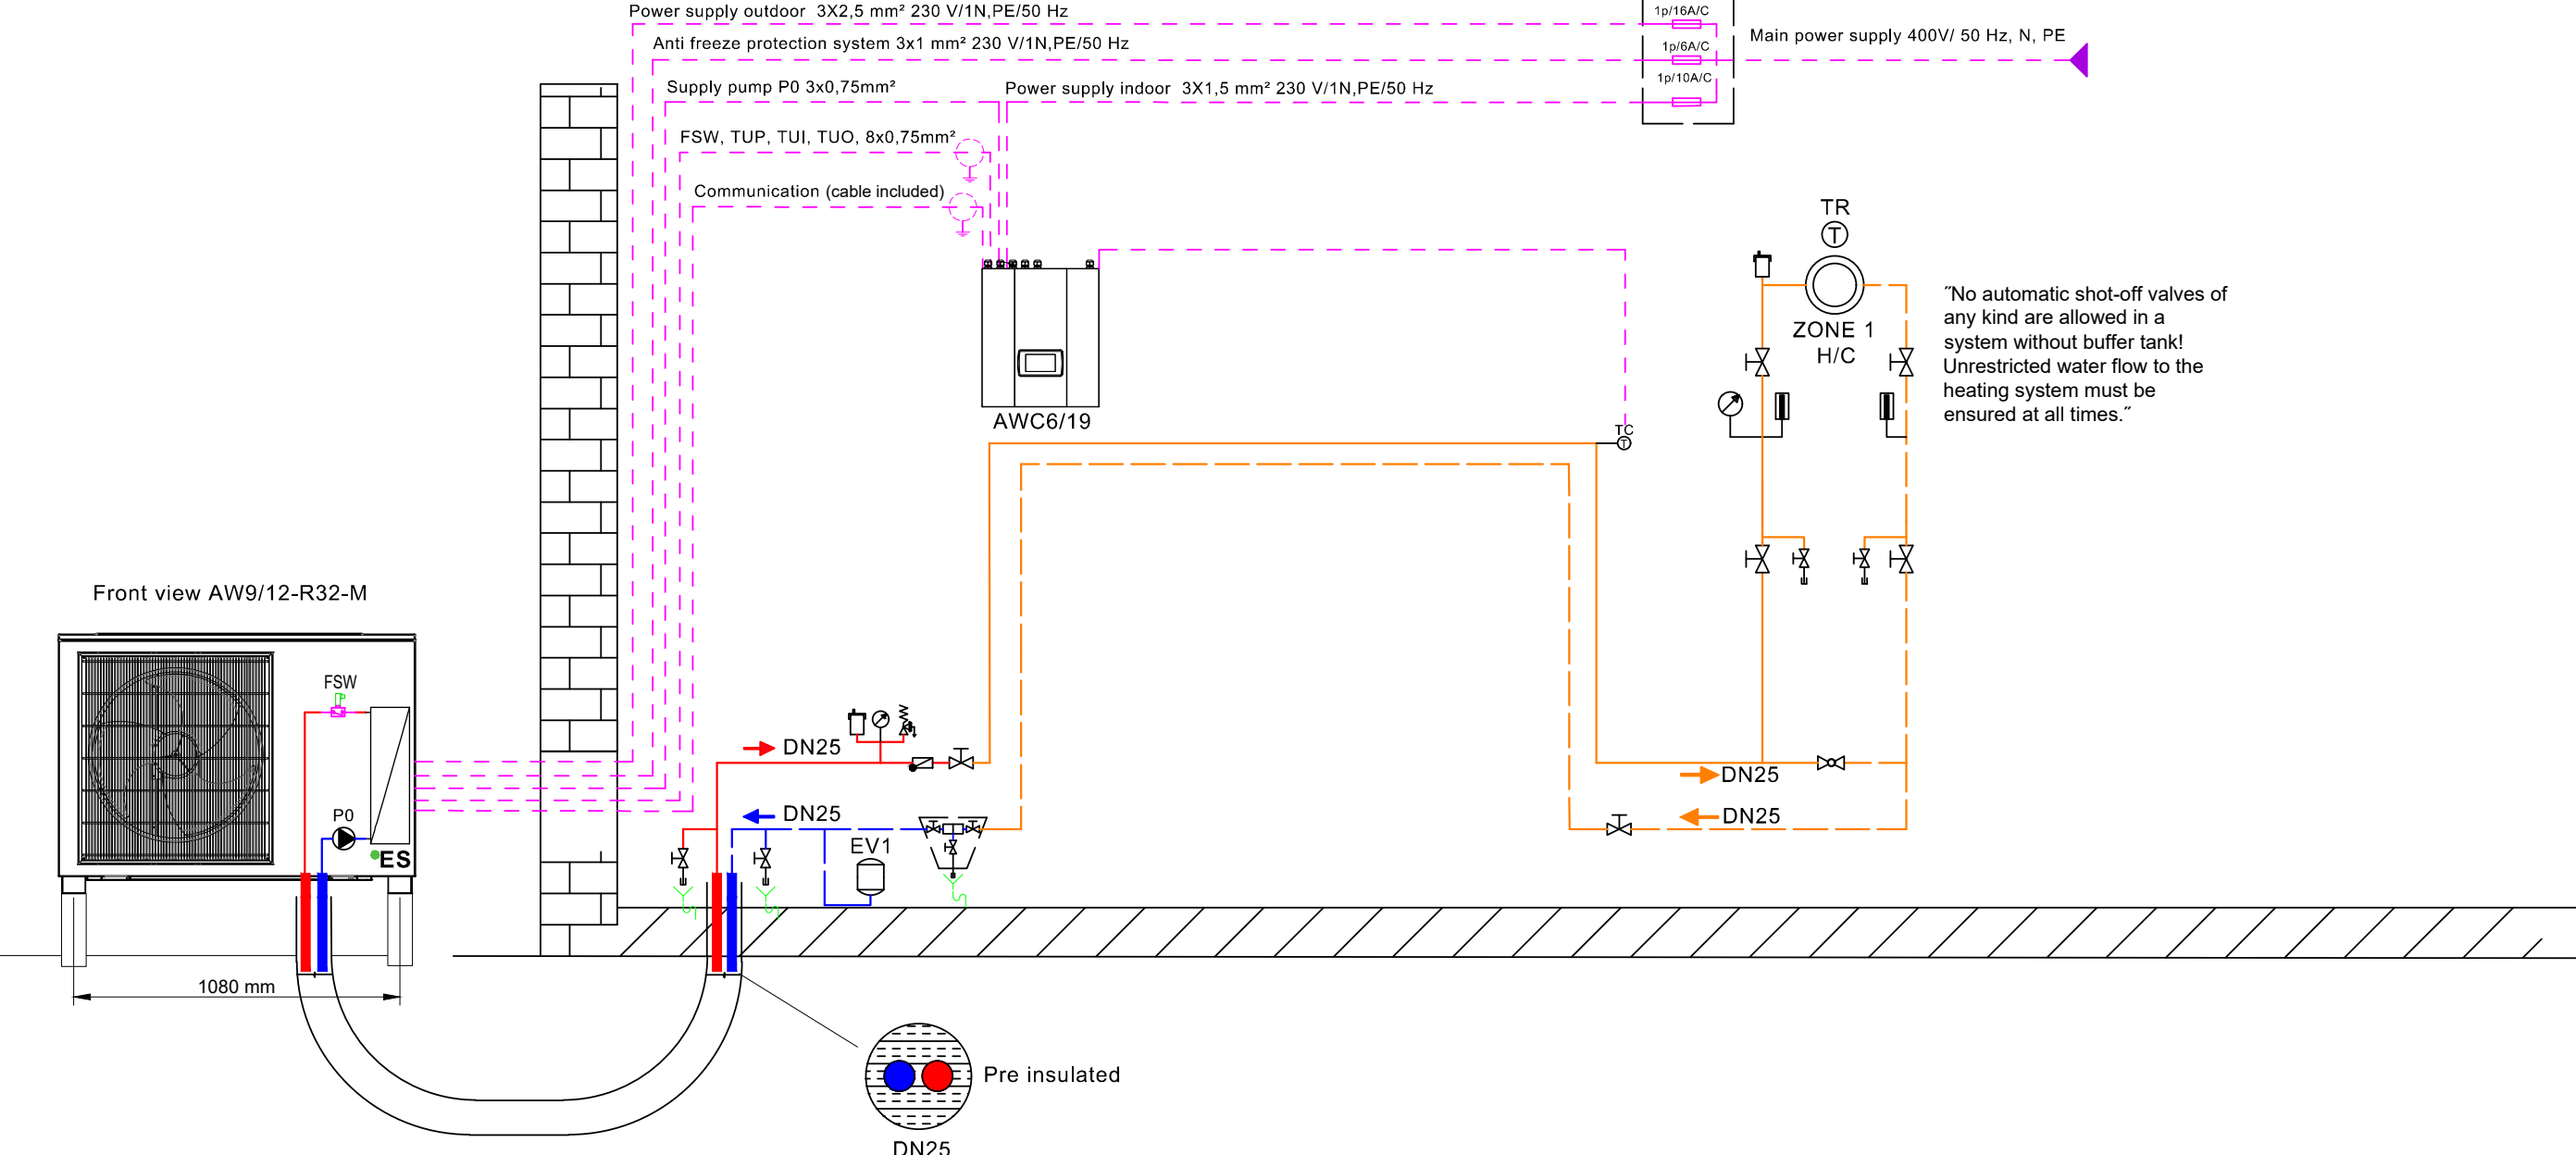 Power supply outdoor 3X2,5 mm² 230 V/1N,PE/50 Hz
1p/16A/C
Anti freeze protection system 3x1 mm² 230 V/1N,PE/50 Hz
1p/6A/C
Main power supply 400V/ 50 Hz, N, PE
Supply pump P0 3x0,75mm²
Power supply indoor 3X1,5 mm² 230 V/1N,PE/50 Hz
1p/10A/C
FSW, TUP, TUI, TUO, 8x0,75mm²
Communication (cable included)
TR
T
ZONE 1
H/C
˝No automatic shot-off valves of
any kind are allowed in a
system without buffer tank!
Unrestricted water flow to the
heating system must be
ensured at all times.˝
AWC6/19
TC
T
Front view AW9/12-R32-M
FSW
P0
ES
DN25
DN25
EV1
DN25
DN25
1080 mm
Pre insulated
DN25